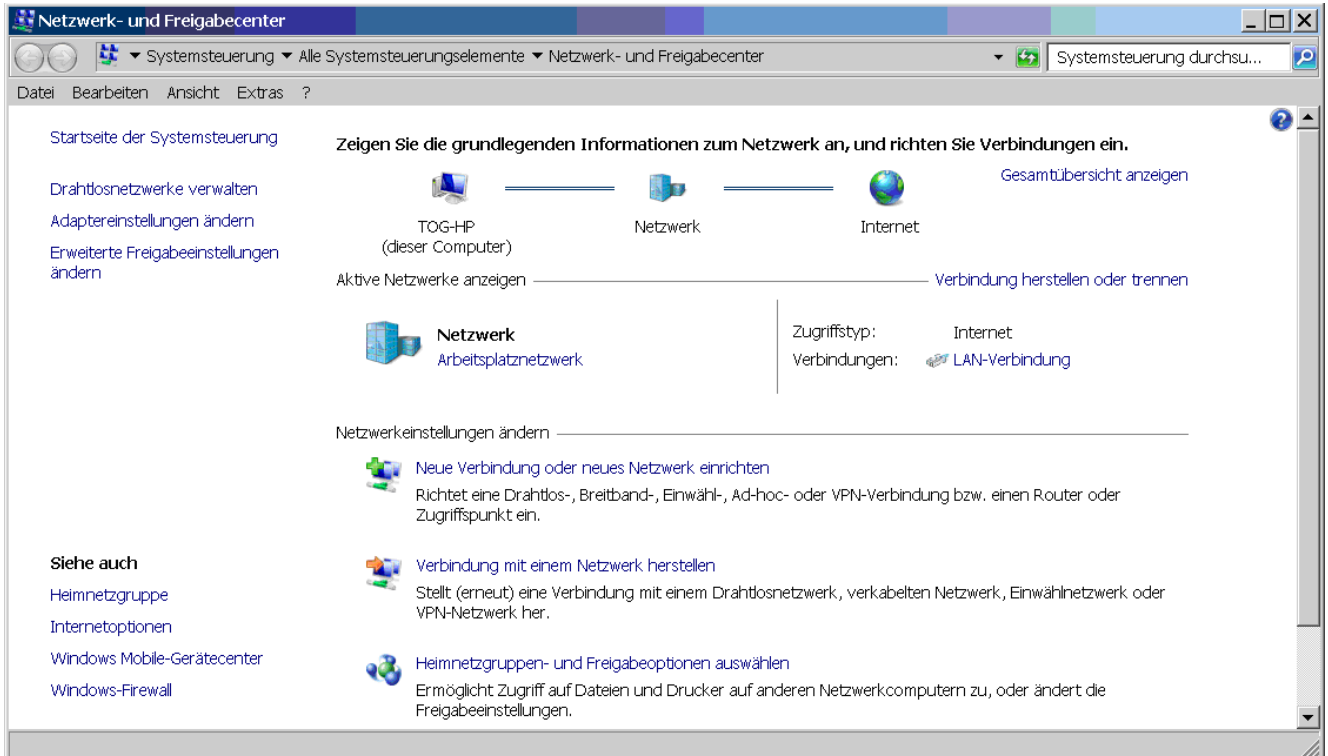 Netzwerk- und Freigabecenter
Systemsteuerung Alle Systemsteuerungselemente Netzwerk- und Freigabecenter
Systemsteuerung durchsu...
Datei Bearbeiten Ansicht Extras ?
Startseite der Systemsteuerung
Drahtlosnetzwerke verwalten
Adaptereinstellungen ändern
Erweiterte Freigabeeinstellungen
ändern
Zeigen Sie die grundlegenden Informationen zum Netzwerk an, und richten Sie Verbindungen ein.
Gesamtübersicht anzeigen
TOG-HP
(dieser Computer)
Netzwerk
Internet
Aktive Netzwerke anzeigen
Verbindung herstellen oder trennen
Netzwerk
Arbeitsplatznetzwerk
Zugriffstyp: Internet
Verbindungen: LAN-Verbindung
Netzwerkeinstellungen ändern
Neue Verbindung oder neues Netzwerk einrichten
Richtet eine Drahtlos-, Breitband-, Einwähl-, Ad-hoc- oder VPN-Verbindung bzw. einen Router oder
Zugriffspunkt ein.
Verbindung mit einem Netzwerk herstellen
Stellt (erneut) eine Verbindung mit einem Drahtlosnetzwerk, verkabelten Netzwerk, Einwählnetzwerk oder
VPN-Netzwerk her.
Heimnetzgruppen- und Freigabeoptionen auswählen
Ermöglicht Zugriff auf Dateien und Drucker auf anderen Netzwerkcomputern zu, oder ändert die
Freigabeeinstellungen.
Siehe auch
Heimnetzgruppe
Internetoptionen
Windows Mobile-Gerätecenter
Windows-Firewall